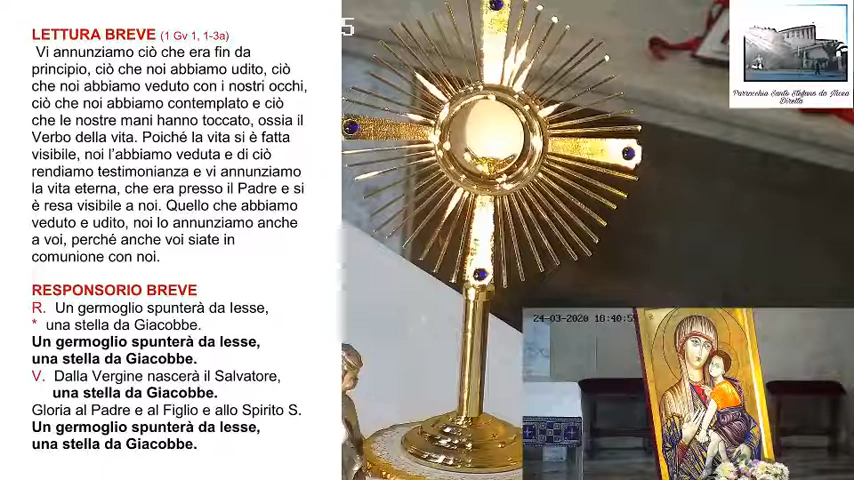 LETTURA BREVE (1 Gv 1, 1-3a)
Vi annunziamo ciò che era fin da
principio, ciò che noi abbiamo udito, ciò
che noi abbiamo veduto con i nostri occhi,
ciò che noi abbiamo contemplato e ciò
che le nostre mani hanno toccato, ossia il
Verbo della vita. Poiché la vita si è fatta
visibile, noi l'abbiamo veduta e di ciò
rendiamo testimonianza e vi annunziamo
la vita eterna, che era presso il Padre e si
è resa visibile a noi. Quello che abbiamo
veduto e udito, noi lo annunziamo anche
a voi, perché anche voi siate in
comunione con noi.
RESPONSORIO BREVE
R. Un germoglio spunterà da Iesse,
* una stella da Giacobbe.
Un germoglio spunterà da Iesse,
una stella da Giacobbe.
V. Dalla Vergine nascerà il Salvatore,
una stella da Giacobbe.
Gloria al Padre e al Figlio e allo Spirito S.
Un germoglio spunterà da Iesse,
una stella da Giacobbe.
5
Parrocchia Santo Stefano da
Diretta
24-03-2020 18:40:59